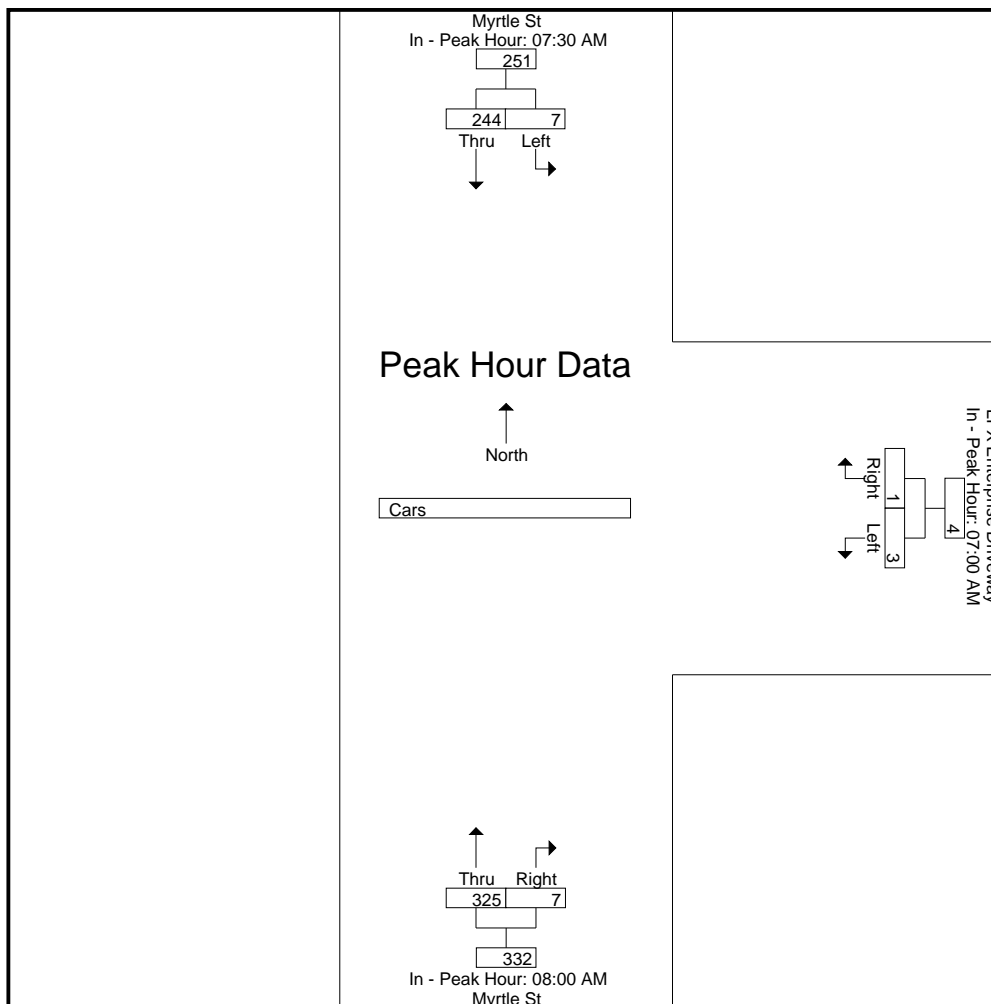 Myrtle St
In - Peak Hour: 07:30 AM
251
244 7
Thru Left
Peak Hour Data
North
Cars
Right Left
1 3
4
In - Peak Hour: 07:00 AM
Enterprise Driveway
Thru Right
325 7
332
In - Peak Hour: 08:00 AM
Myrtle St